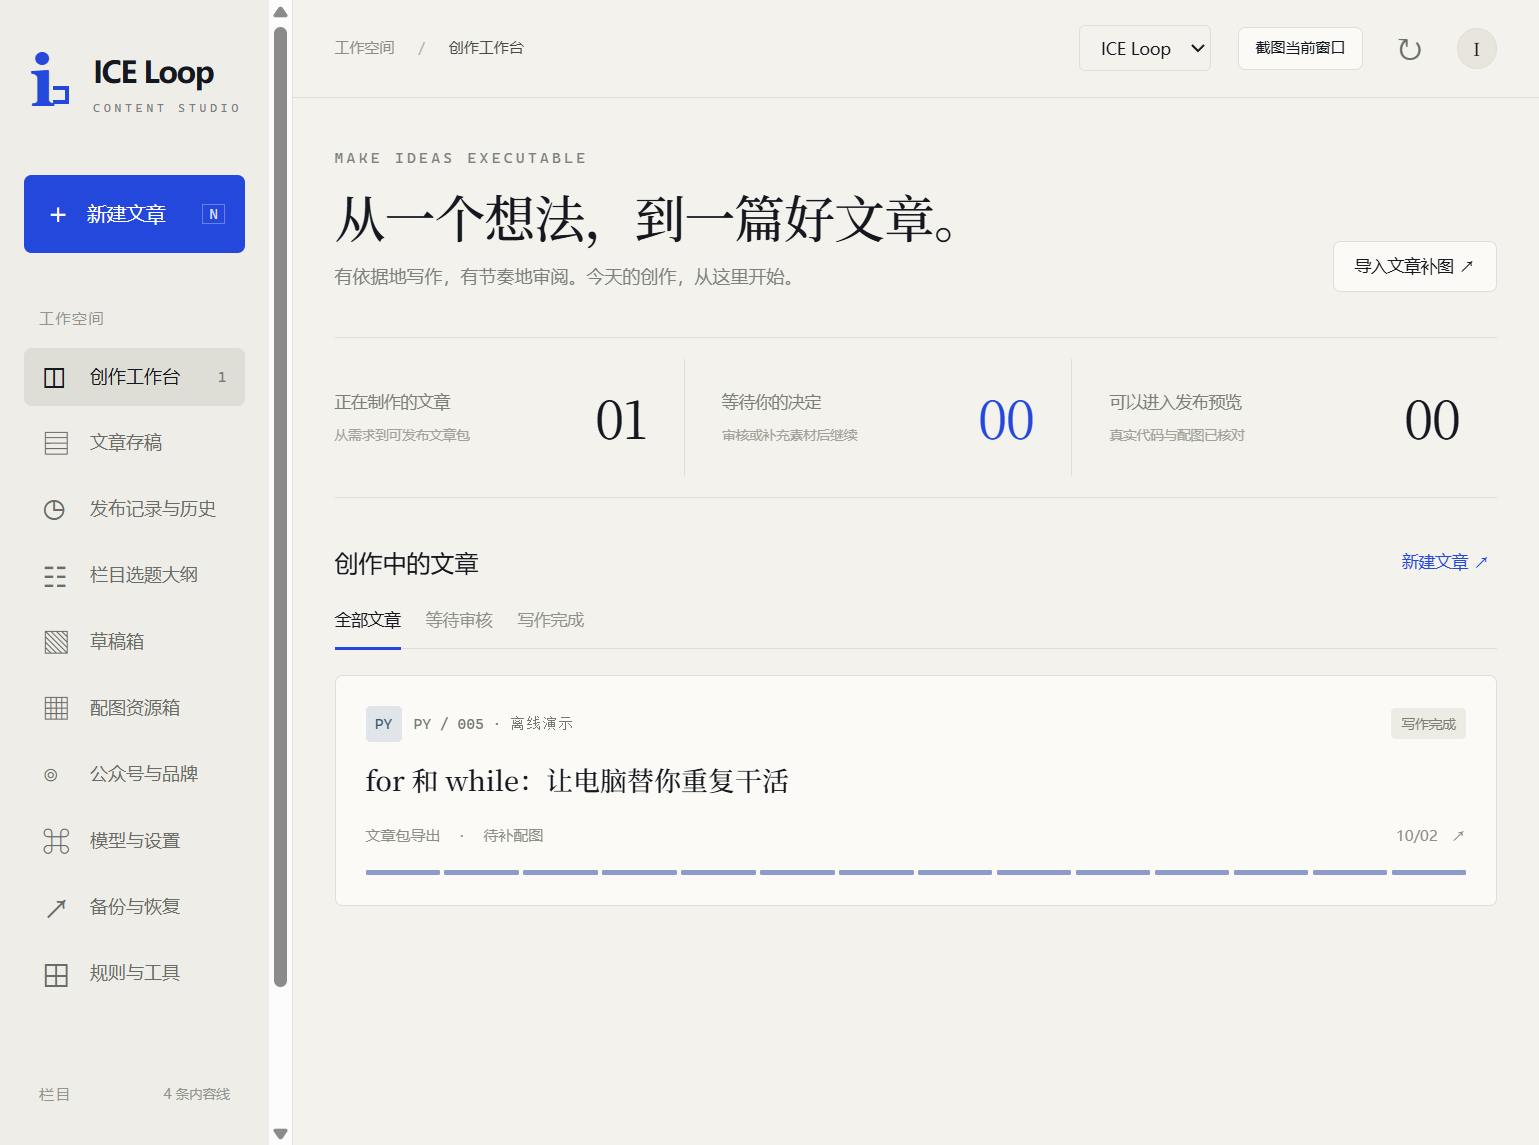 ICE Loop
CONTENT STUDIO
+ 新建文章 N
工作空间
创作工作台 1
文章存稿
发布记录与历史
栏目选题大纲
草稿箱
配图资源箱
公众号与品牌
模型与设置
备份与恢复
规则与工具
栏目 4 条内容线
工作空间 / 创作工作台
ICE Loop
截图当前窗口
I
MAKE IDEAS EXECUTABLE
从一个想法，到一篇好文章。
有依据地写作，有节奏地审阅。今天的创作，从这里开始。
导入文章补图 ↗
正在制作的文章
从需求到可发布文章包
01
等待你的决定
审核或补充素材后继续
00
可以进入发布预览
真实代码与配图已核对
00
创作中的文章
新建文章 ↗
全部文章 等待审核 写作完成
PY PY / 005 · 离线演示
写作完成
for 和 while：让电脑替你重复干活
文章包导出 · 待补配图
10/02 ↗